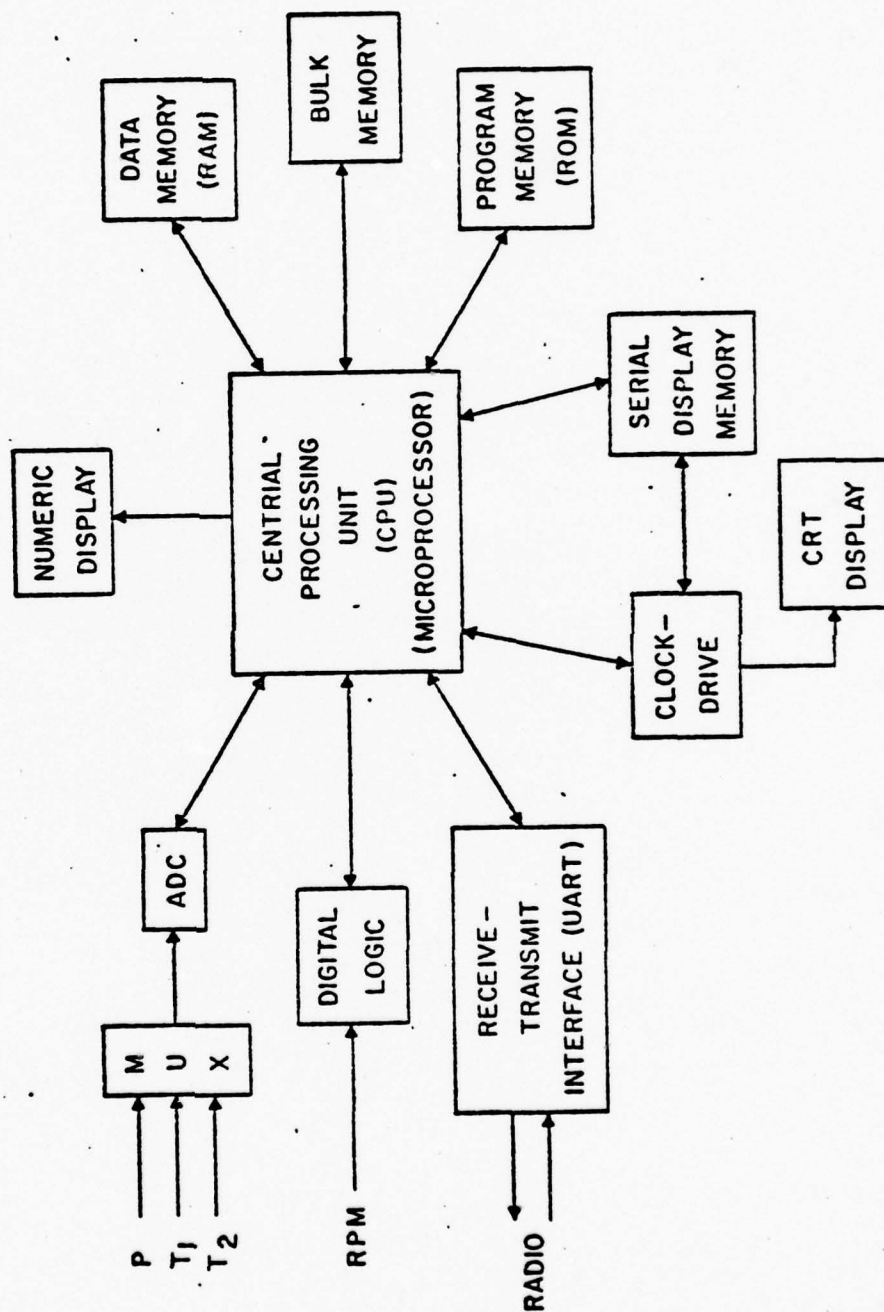 P
T1
T2
M
U
X
ADC
NUMERIC
DISPLAY
DATA
MEMORY
(RAM)
RPM
DIGITAL
LOGIC
CENTRIAL
PROCESSING
UNIT
(CPU)
(MICROPROCESSOR)
BULK
MEMORY
RADIO
RECEIVE-
TRANSMIT
INTERFACE (UART)
PROGRAM
MEMORY
(ROM)
CLOCK-
DRIVE
SERIAL
DISPLAY
MEMORY
CRT
DISPLAY